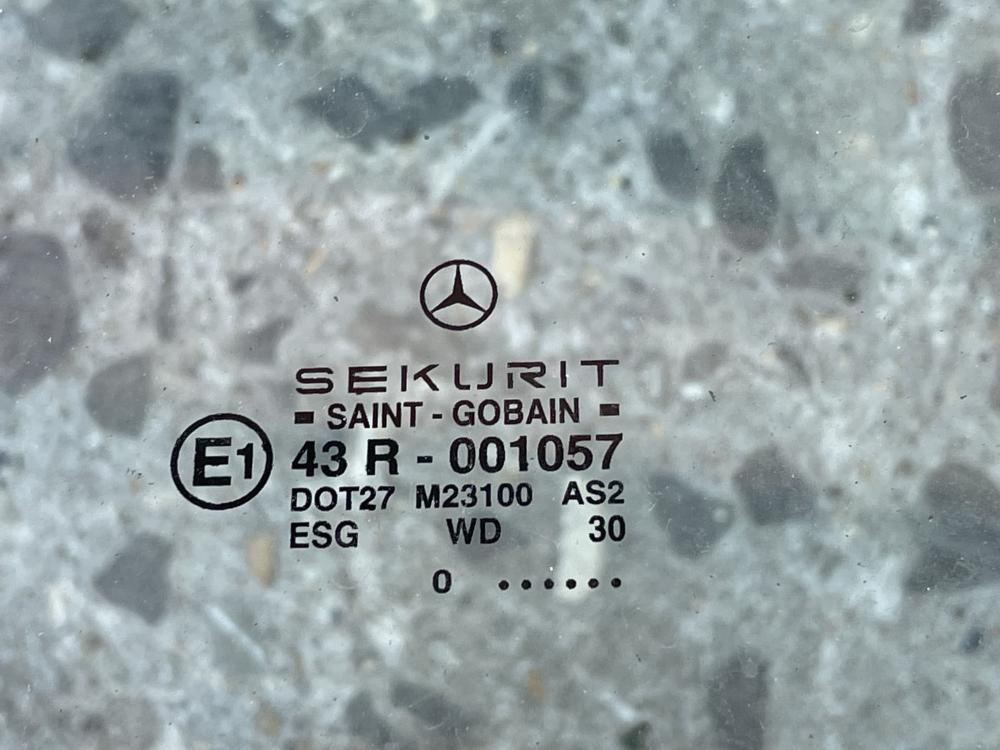 SEKURIT
SAINT - GOBAIN
E1 43 R - 001057
DOT27 M23100 AS2
ESG WD 30
0 ......